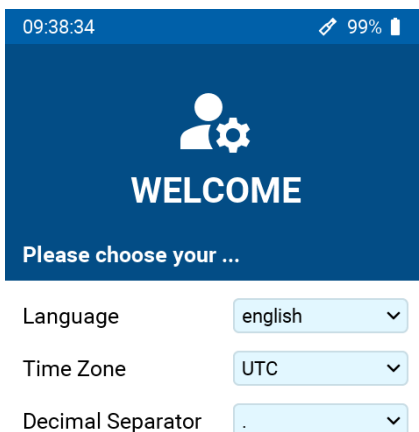 09:38:34 99%
WELCOME
Please choose your ...
Language english
Time Zone UTC
Decimal Separator .